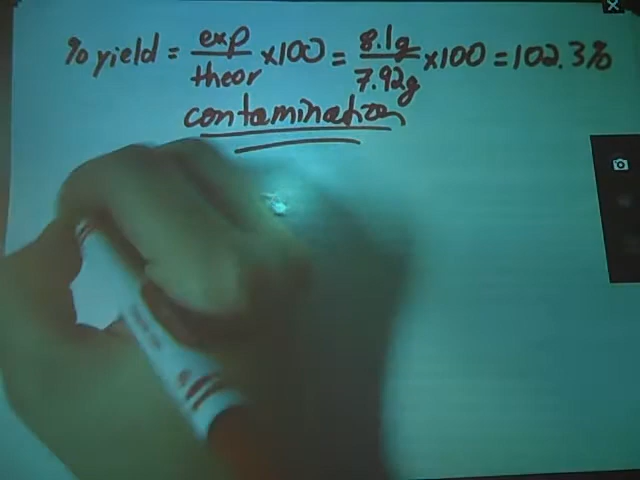 % yield = exp/theor x100 = 8.1g/7.92g x100 = 102.3%
contamination